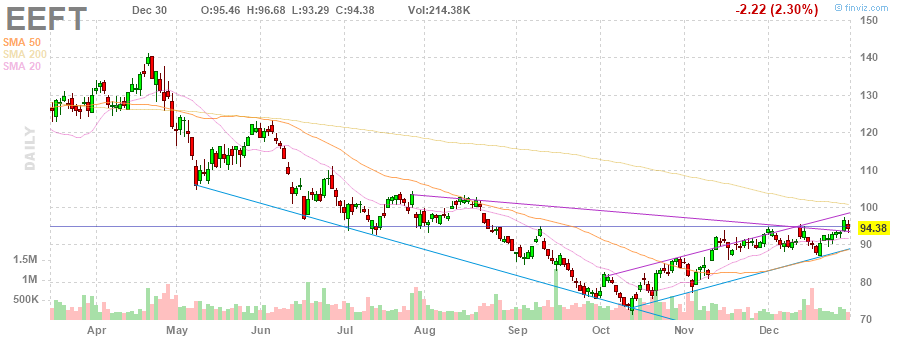 EEFT
Dec 30 O:95.46 H:96.68 L:93.29 C:94.38 Vol:214.38K
-2.22 (2.30%)
© finviz.com
SMA 50
SMA 200
SMA 20
DAILY
150
140
130
120
110
100
94.38
90
80
70
1.5M
1M
500K
Apr May Jun Jul Aug Sep Oct Nov Dec